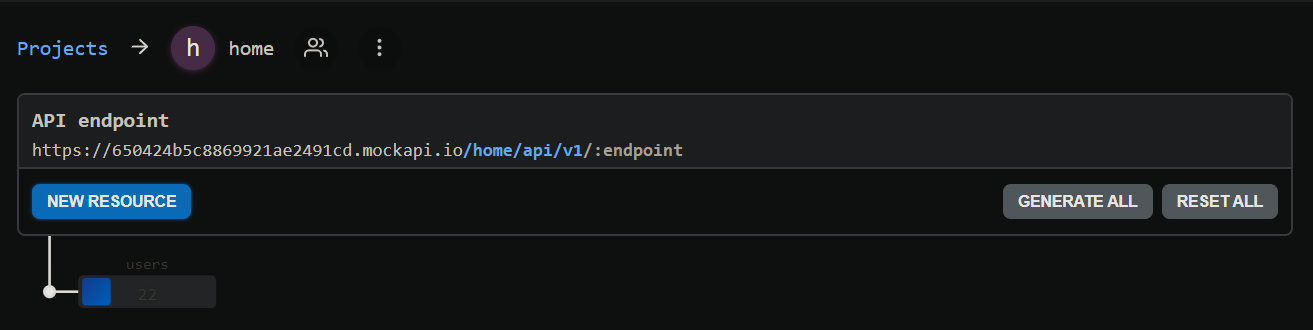 Projects → h home
API endpoint
https://650424b5c8869921ae2491cd.mockapi.io/home/api/v1/:endpoint
NEW RESOURCE GENERATE ALL RESET ALL
users
22